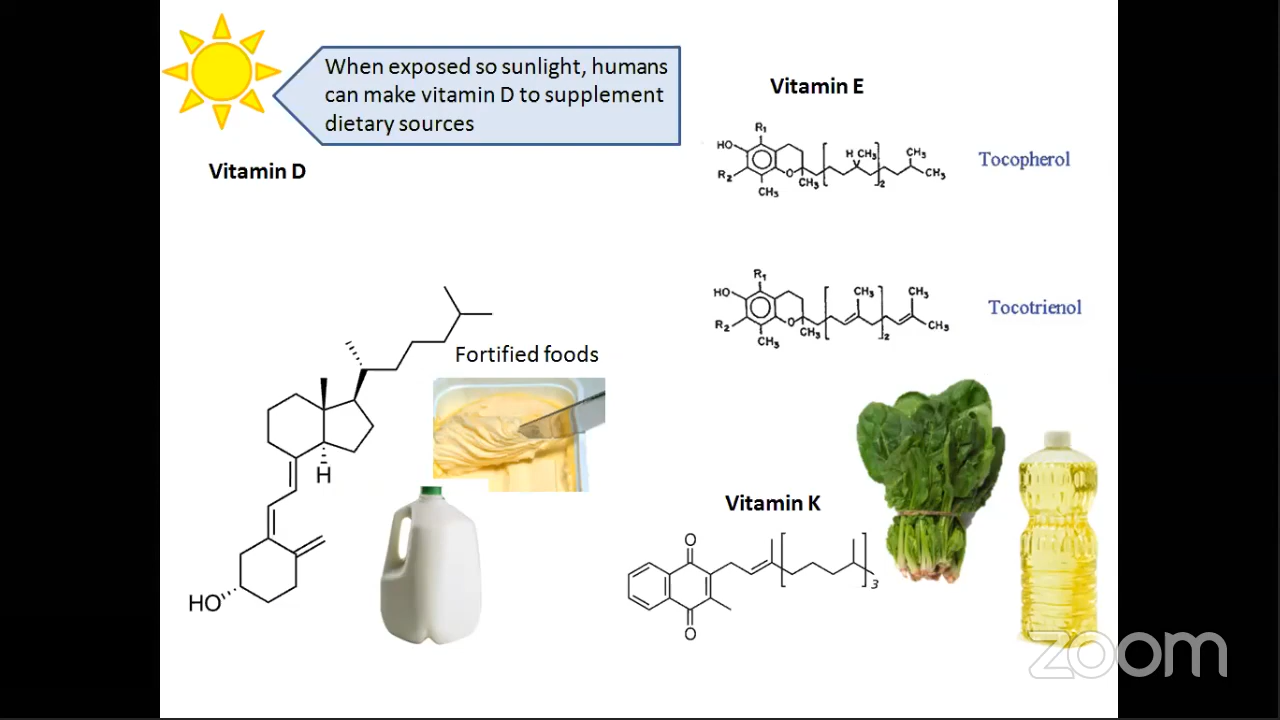 When exposed so sunlight, humans
can make vitamin D to supplement
dietary sources
Vitamin D
Fortified foods
H
HO
Vitamin E
R₁
HO
R₂
O
CH₃
CH₃
H CH₃
2
CH₃
CH₃
Tocopherol
R₁
HO
R₂
O
CH₃
CH₃
CH₃
2
CH₃
CH₃
Tocotrienol
Vitamin K
O
O
3
zoom